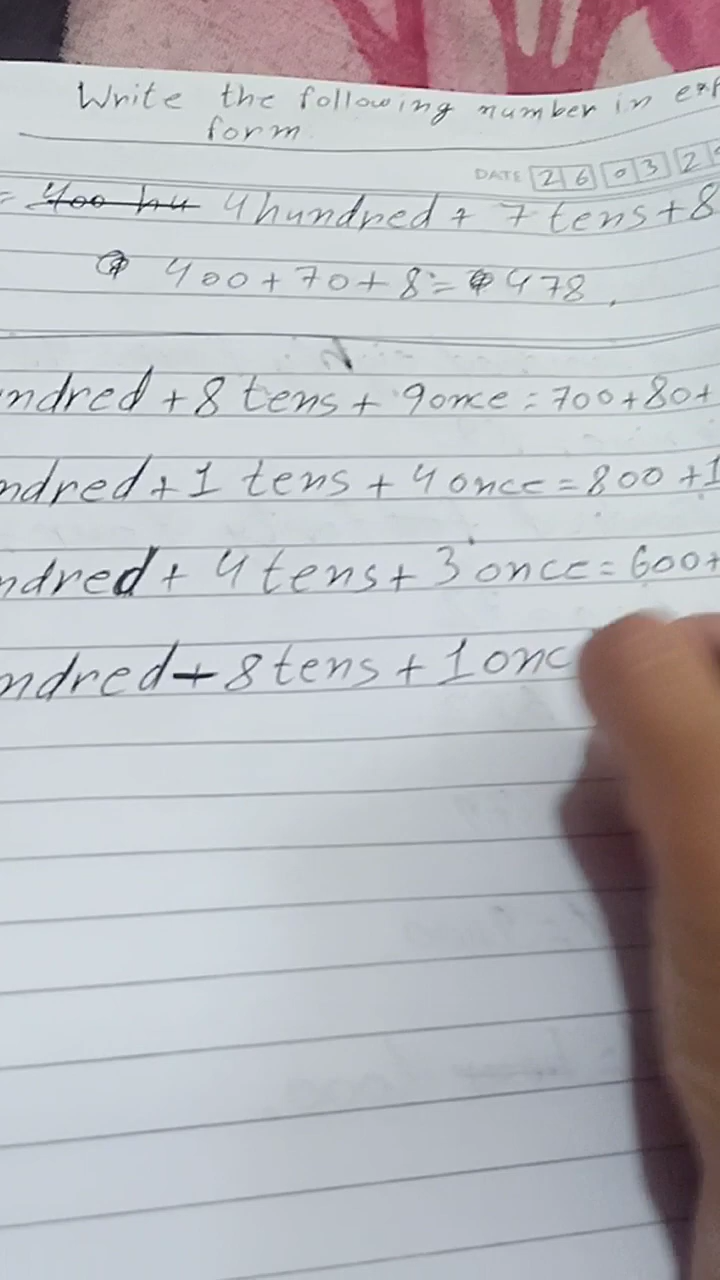 Write the following number in exp
form
DATE 2 6 0 3 2
= 400 hu 4 hundred + 7 tens + 8
400 + 70 + 8 = 478
ndred + 8 tens + 9 once = 700 + 80 +
ndred + 1 tens + 4 once = 800 + 1
ndred + 4 tens + 3 once = 600 +
ndred + 8 tens + 1 onc